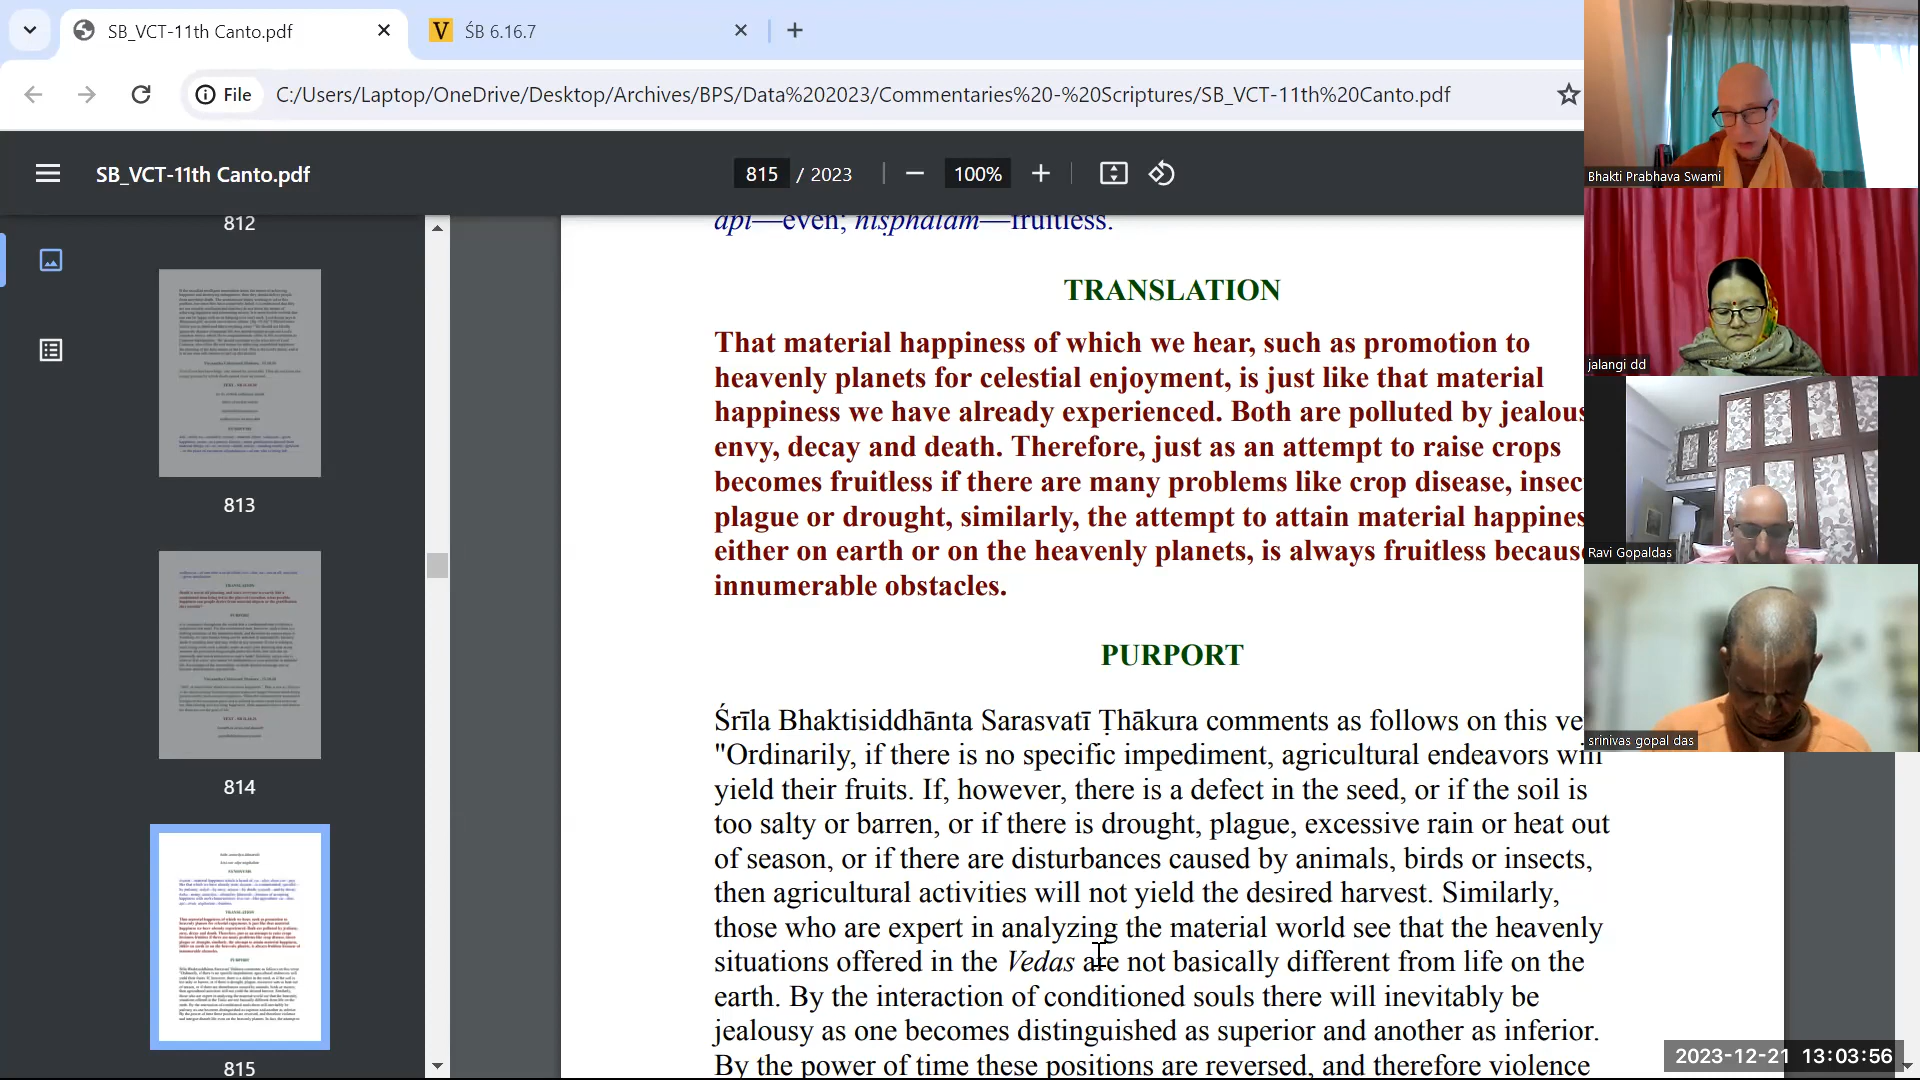 SB_VCT-11th Canto.pdf
ŚB 6.16.7
File
C:/Users/Laptop/OneDrive/Desktop/Archives/BPS/Data%202023/Commentaries%20-%20Scriptures/SB_VCT-11th%20Canto.pdf
SB_VCT-11th Canto.pdf
815 / 2023
100%
812
813
814
815
api—even; niṣphalam—fruitless.
TRANSLATION
That material happiness of which we hear, such as promotion to
heavenly planets for celestial enjoyment, is just like that material
happiness we have already experienced. Both are polluted by jealous
envy, decay and death. Therefore, just as an attempt to raise crops
becomes fruitless if there are many problems like crop disease, insec
plague or drought, similarly, the attempt to attain material happines
either on earth or on the heavenly planets, is always fruitless because
innumerable obstacles.
PURPORT
Śrīla Bhaktisiddhānta Sarasvatī Ṭhākura comments as follows on this ve
"Ordinarily, if there is no specific impediment, agricultural endeavors will
yield their fruits. If, however, there is a defect in the seed, or if the soil is
too salty or barren, or if there is drought, plague, excessive rain or heat out
of season, or if there are disturbances caused by animals, birds or insects,
then agricultural activities will not yield the desired harvest. Similarly,
those who are expert in analyzing the material world see that the heavenly
situations offered in the Vedas are not basically different from life on the
earth. By the interaction of conditioned souls there will inevitably be
jealousy as one becomes distinguished as superior and another as inferior.
By the power of time these positions are reversed, and therefore violence
Bhakti Prabhava Swami
jalangi dd
Ravi Gopaldas
srinivas gopal das
2023-12-21 13:03:56